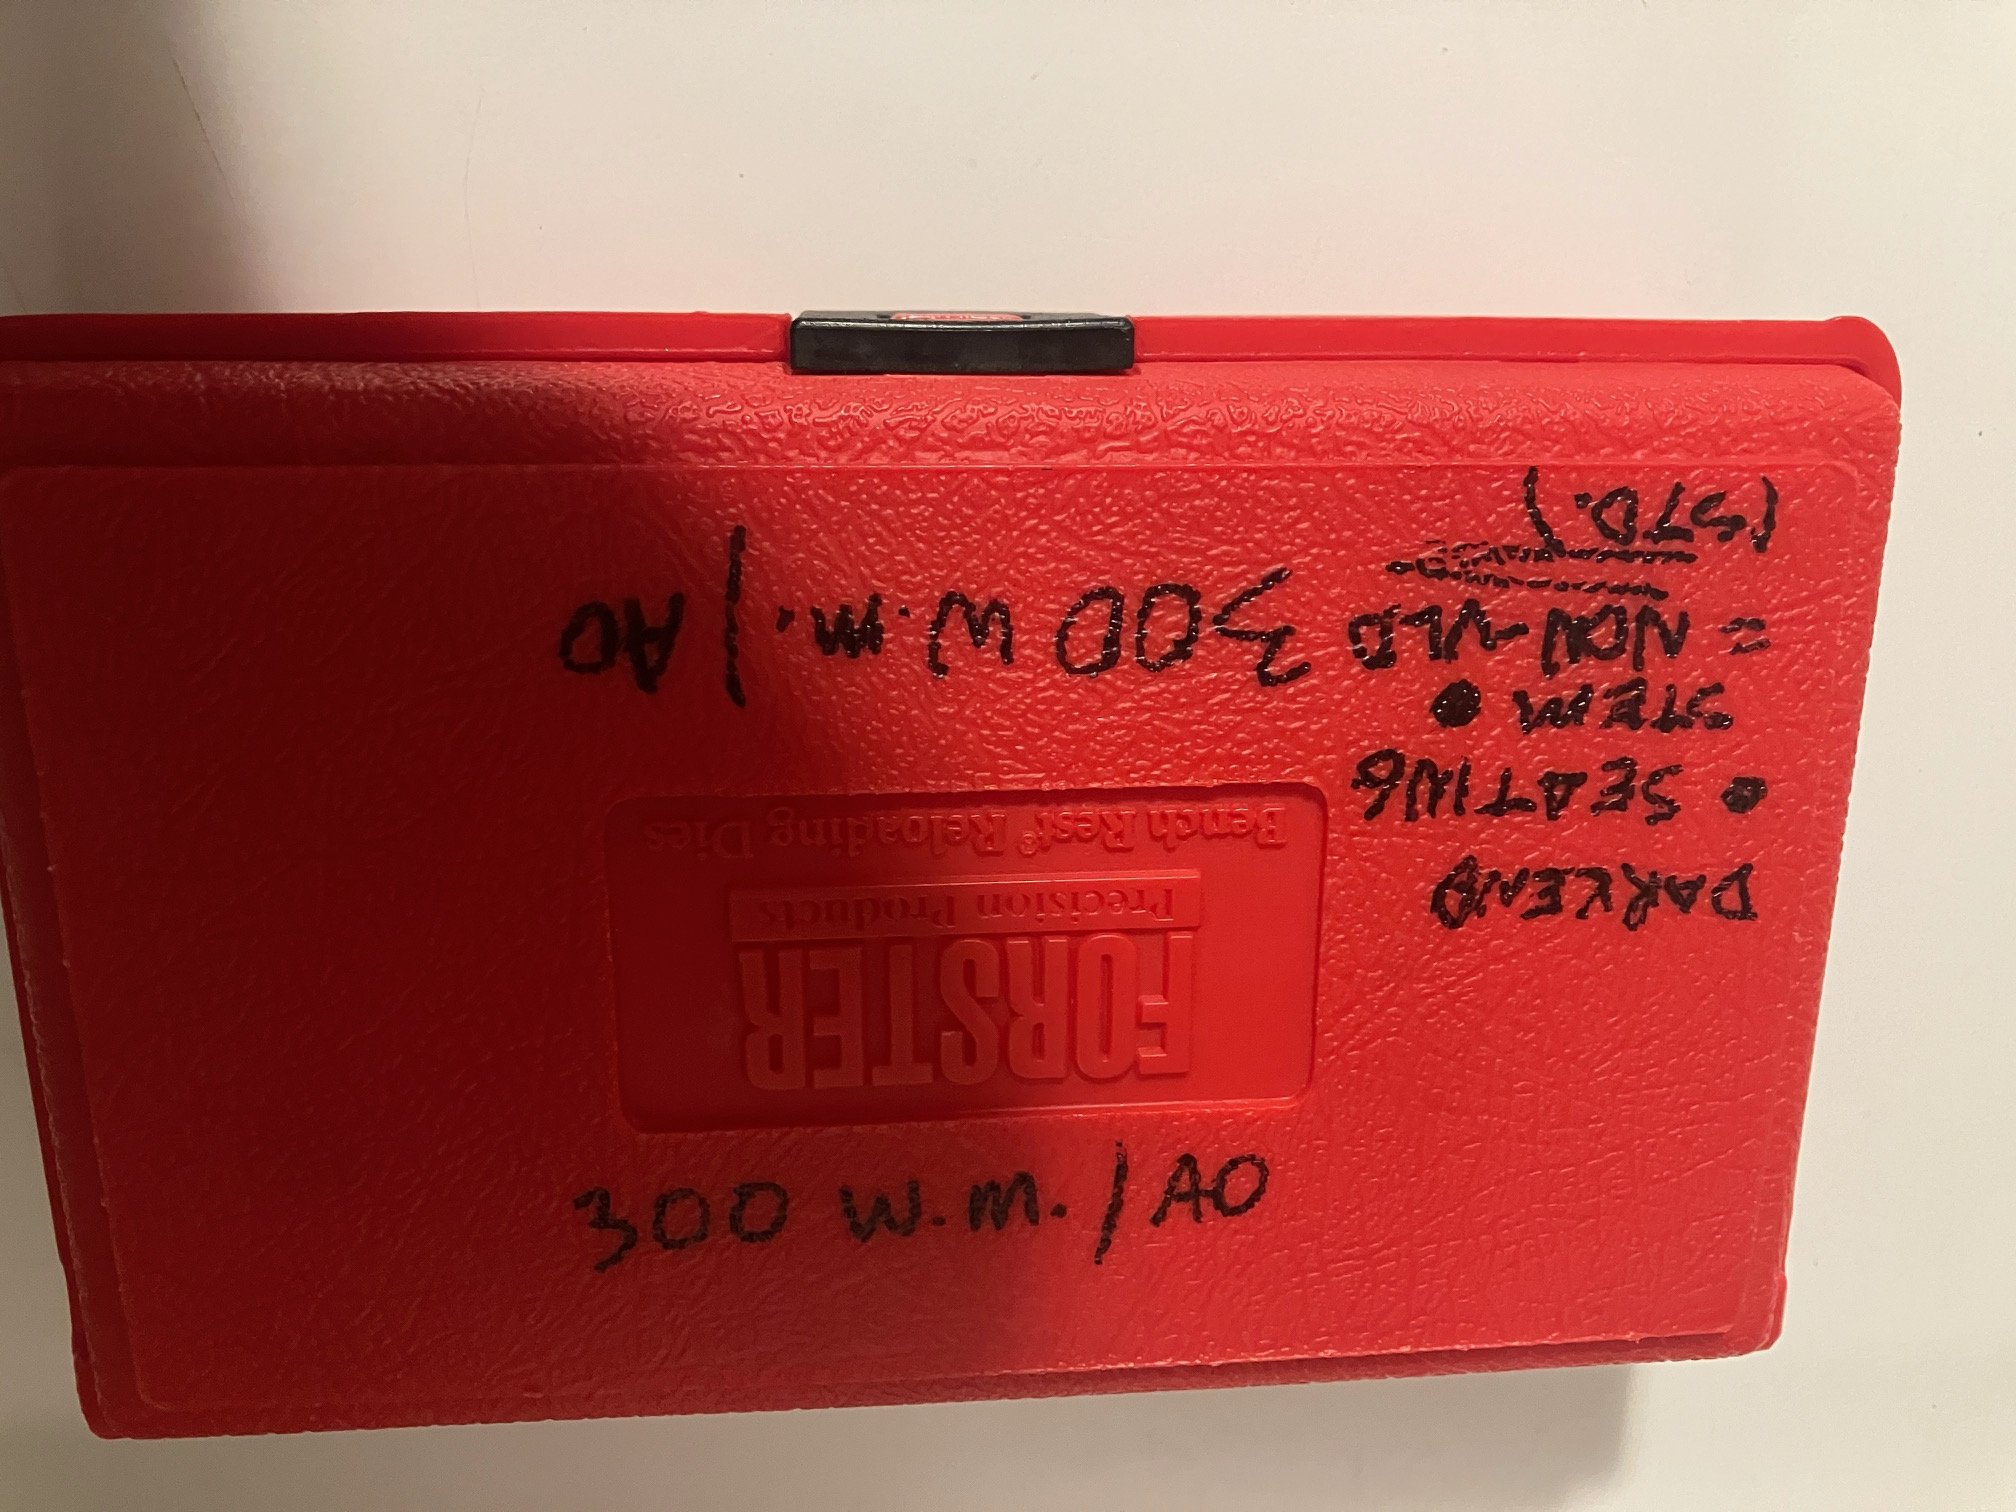 DARKEND
• SEATING
STEM •
= NON-VLD
(STD.)
FORSTER
Precision Products
Bench Rest® Reloading Dies
300 W.M. / AO
300 W.M. / AO